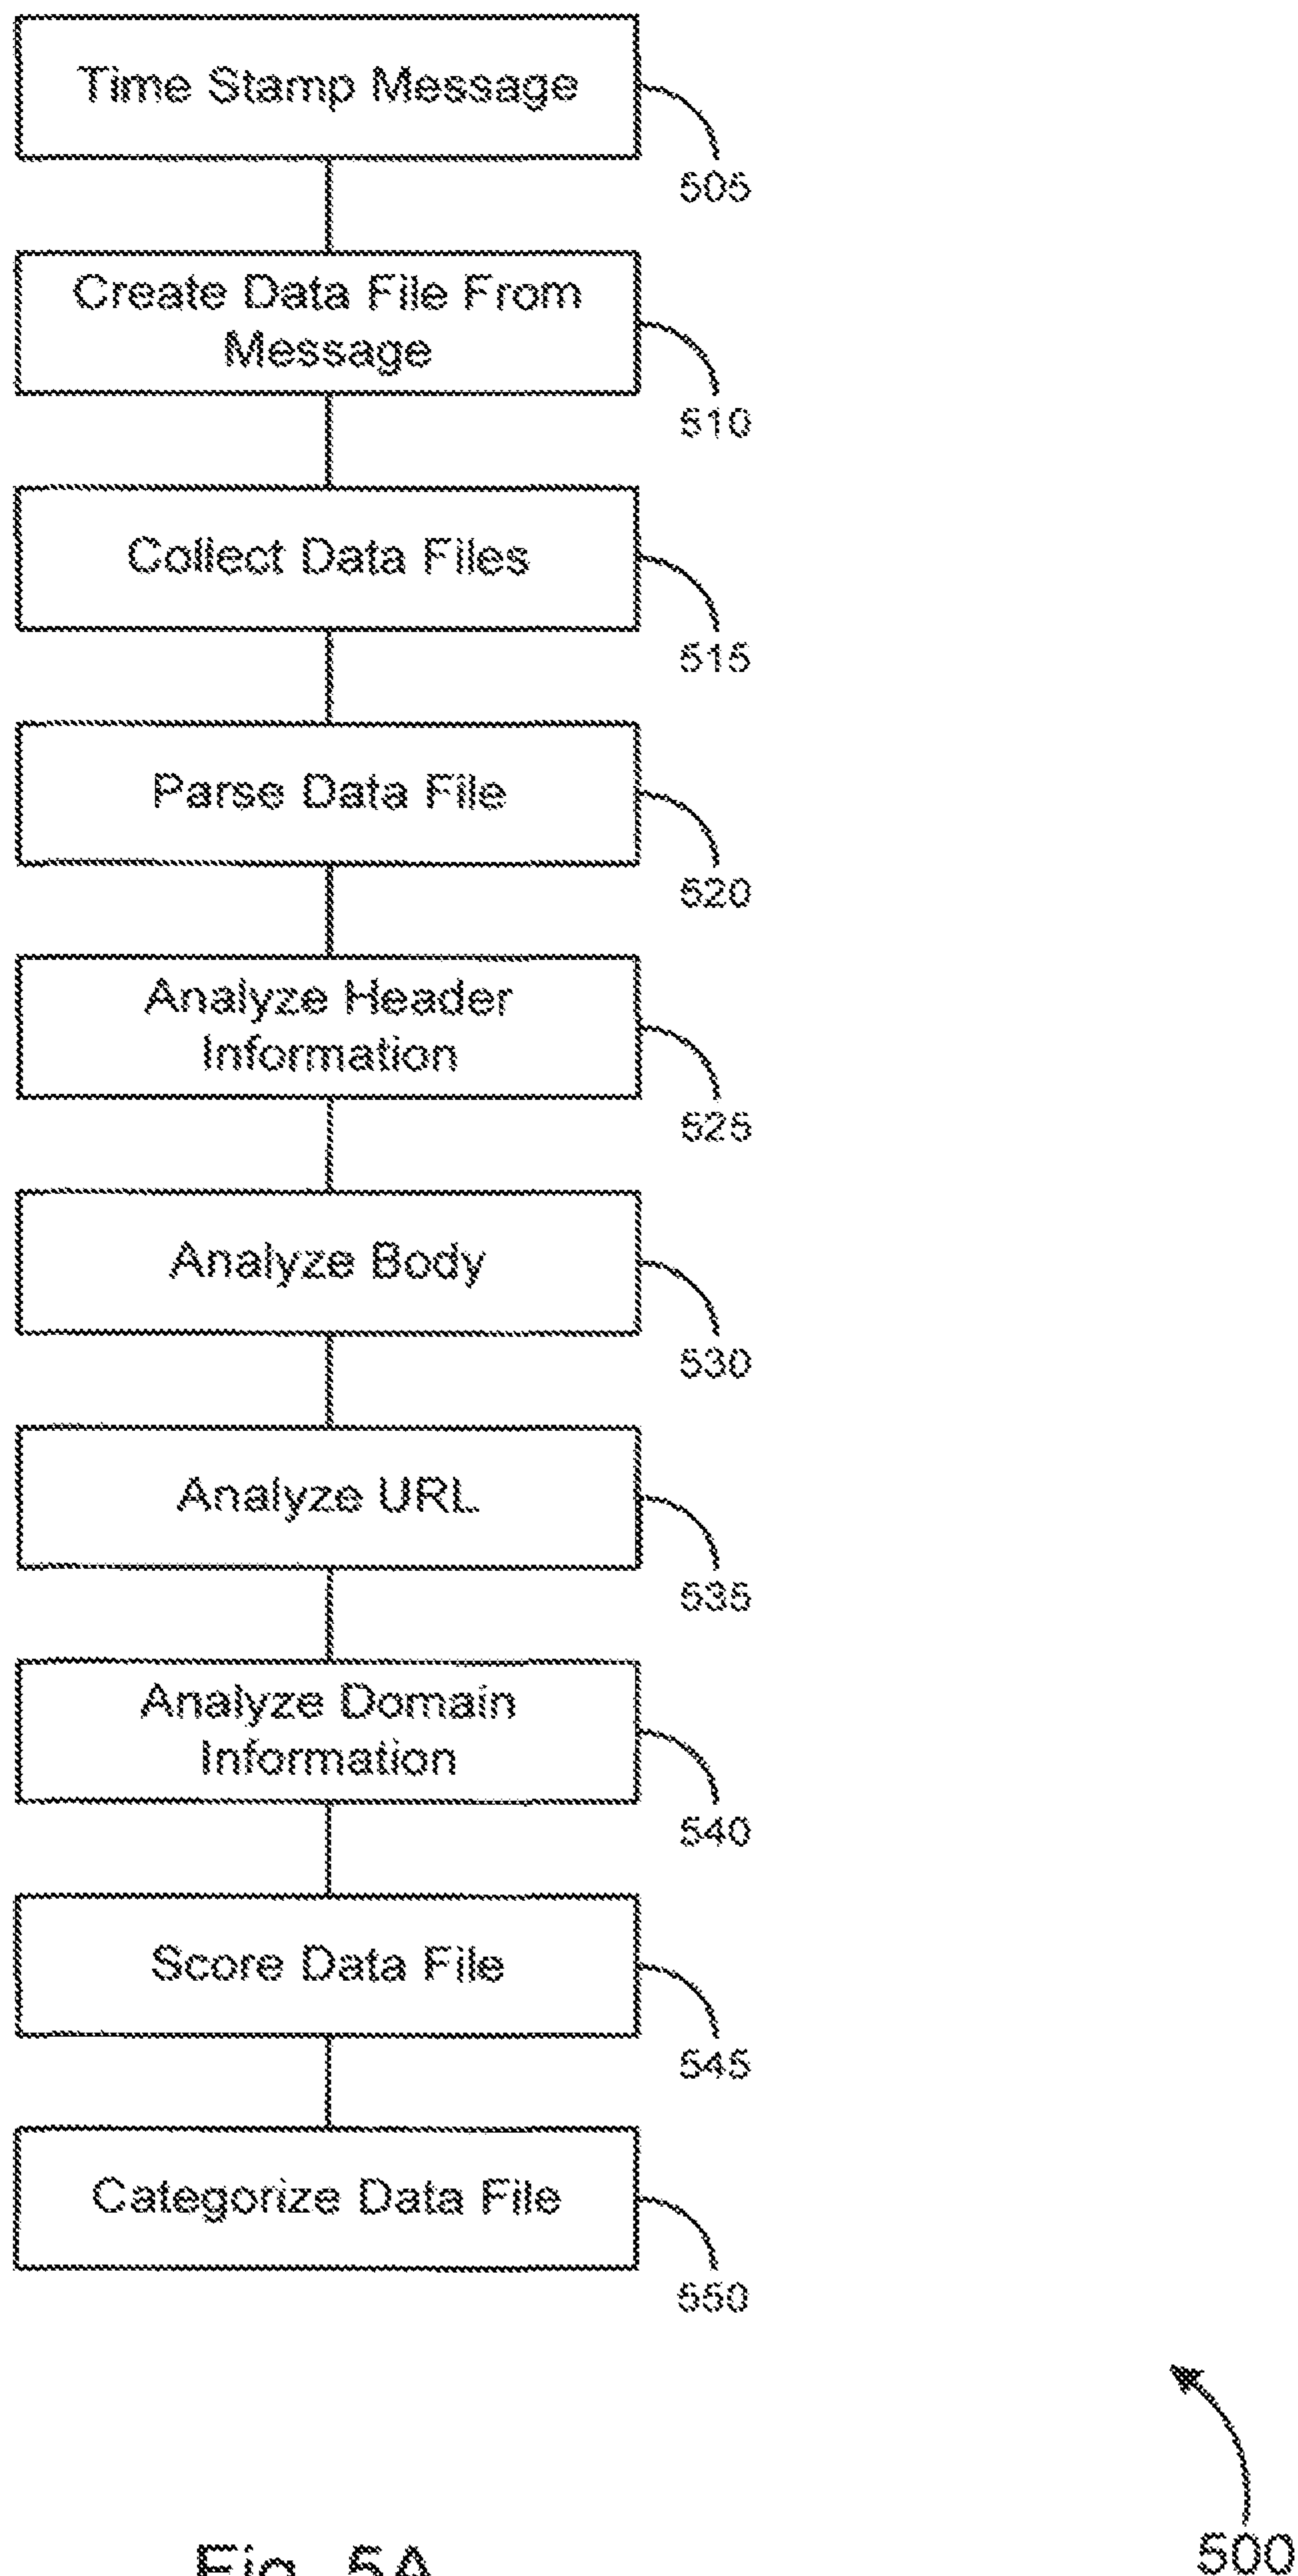 Time Stamp Message
505
Create Data File From
Message
510
Collect Data Files
515
Parse Data File
520
Analyze Header
Information
525
Analyze Body
530
Analyze URL
535
Analyze Domain
Information
540
Score Data File
545
Categorize Data File
550
500
Fig. 5A